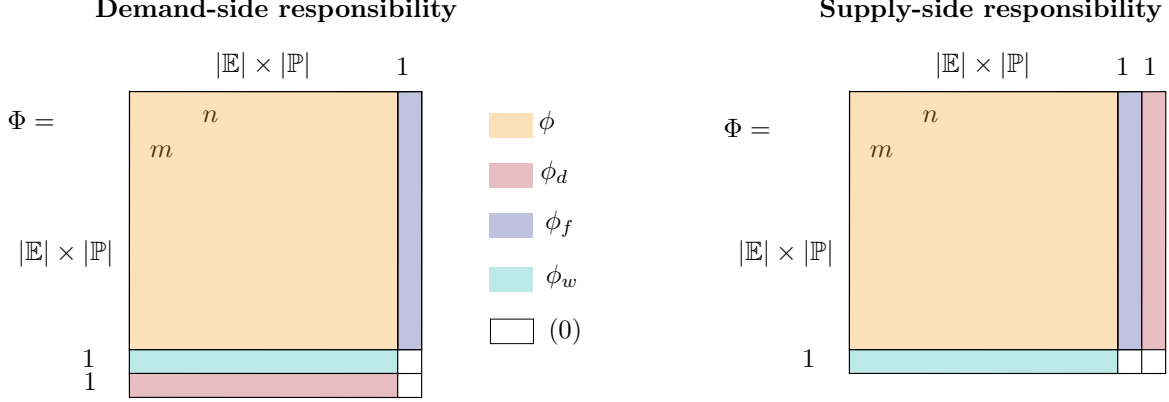 Demand-side responsibility
|𝔼| × |ℙ| 1
Φ =
n
m
|𝔼| × |ℙ|
1
1
ϕ
ϕ_d
ϕ_f
ϕ_w
(0)
Supply-side responsibility
|𝔼| × |ℙ| 1 1
Φ =
n
m
|𝔼| × |ℙ|
1